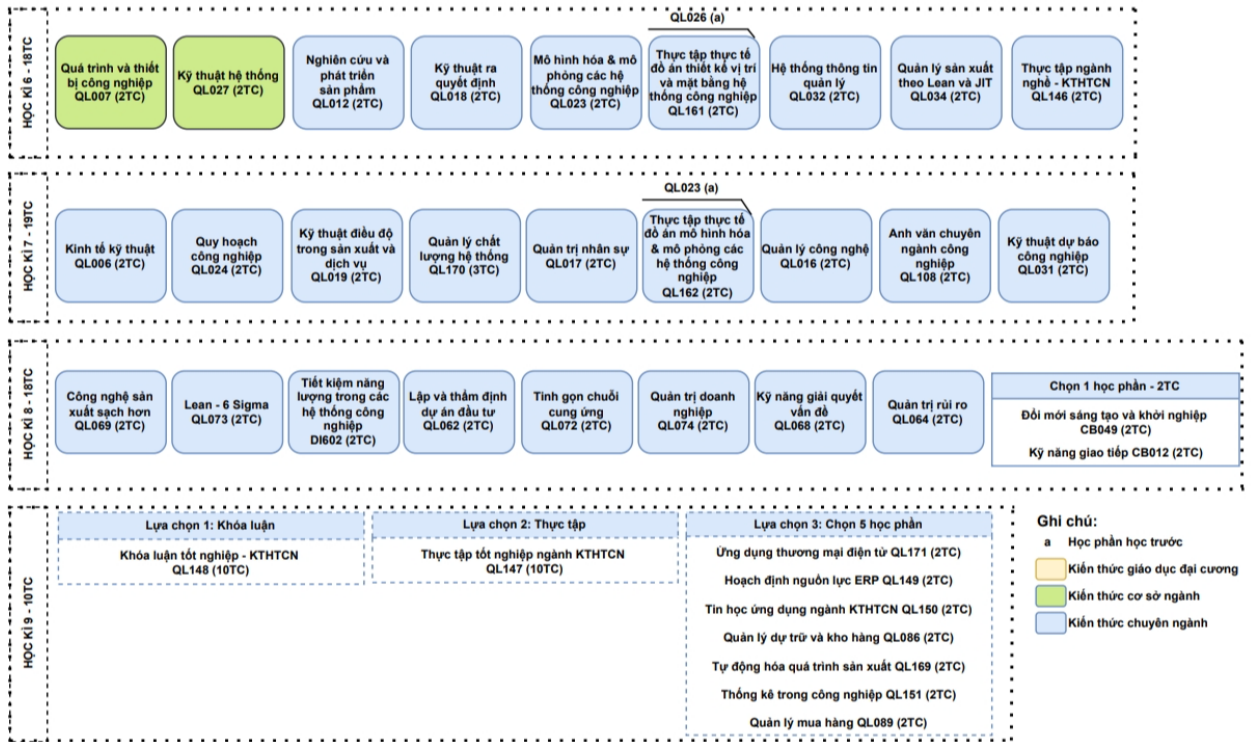 HỌC KÌ 6 - 18TC
QL026 (a)
Quá trình và thiết
bị công nghiệp
QL007 (2TC)
Kỹ thuật hệ thống
QL027 (2TC)
Nghiên cứu và
phát triển
sản phẩm
QL012 (2TC)
Kỹ thuật ra
quyết định
QL018 (2TC)
Mô hình hóa & mô
phỏng các hệ
thống công nghiệp
QL023 (2TC)
Thực tập thực tế
đồ án thiết kế vị trí
và mặt bằng hệ
thống công nghiệp
QL161 (2TC)
Hệ thống thông tin
quản lý
QL032 (2TC)
Quản lý sản xuất
theo Lean và JIT
QL034 (2TC)
Thực tập ngành
nghề - KTHTCN
QL146 (2TC)
HỌC KÌ 7 - 19TC
QL023 (a)
Kinh tế kỹ thuật
QL006 (2TC)
Quy hoạch
công nghiệp
QL024 (2TC)
Kỹ thuật điều độ
trong sản xuất và
dịch vụ
QL019 (2TC)
Quản lý chất
lượng hệ thống
QL170 (3TC)
Quản trị nhân sự
QL017 (2TC)
Thực tập thực tế
đồ án mô hình hóa
& mô phỏng các
hệ thống công
nghiệp
QL162 (2TC)
Quản lý công nghệ
QL016 (2TC)
Anh văn chuyên
ngành công
nghiệp
QL108 (2TC)
Kỹ thuật dự báo
công nghiệp
QL031 (2TC)
HỌC KÌ 8 - 18TC
Công nghệ sản
xuất sạch hơn
QL069 (2TC)
Lean - 6 Sigma
QL073 (2TC)
Tiết kiệm năng
lượng trong các
hệ thống công
nghiệp
DI602 (2TC)
Lập và thẩm định
dự án đầu tư
QL062 (2TC)
Tinh gọn chuỗi
cung ứng
QL072 (2TC)
Quản trị doanh
nghiệp
QL074 (2TC)
Kỹ năng giải quyết
vấn đề
QL068 (2TC)
Quản trị rủi ro
QL064 (2TC)
Chọn 1 học phần - 2TC
Đổi mới sáng tạo và khởi nghiệp
CB049 (2TC)
Kỹ năng giao tiếp CB012 (2TC)
HỌC KÌ 9 - 10TC
Lựa chọn 1: Khóa luận
Khóa luận tốt nghiệp - KTHTCN
QL148 (10TC)
Lựa chọn 2: Thực tập
Thực tập tốt nghiệp ngành KTHTCN
QL147 (10TC)
Lựa chọn 3: Chọn 5 học phần
Ứng dụng thương mại điện tử QL171 (2TC)
Hoạch định nguồn lực ERP QL149 (2TC)
Tin học ứng dụng ngành KTHTCN QL150 (2TC)
Quản lý dự trữ và kho hàng QL086 (2TC)
Tự động hóa quá trình sản xuất QL169 (2TC)
Thống kê trong công nghiệp QL151 (2TC)
Quản lý mua hàng QL089 (2TC)
Ghi chú:
a Học phần học trước
Kiến thức giáo dục đại cương
Kiến thức cơ sở ngành
Kiến thức chuyên ngành